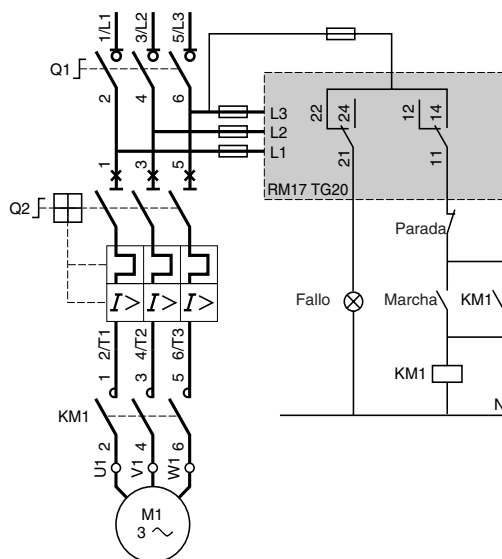 1/L1 3/L2 5/L3
Q1
2 4 6
L3
L2
L1
22 24 12 14
21 11
RM17 TG20
1 3 5
Q2
I> I> I>
2/T1 4/T2 6/T3
1 3 5
KM1
2 4 6
U1 V1 W1
M1
3
Parada
Fallo
Marcha
KM1
KM1
N